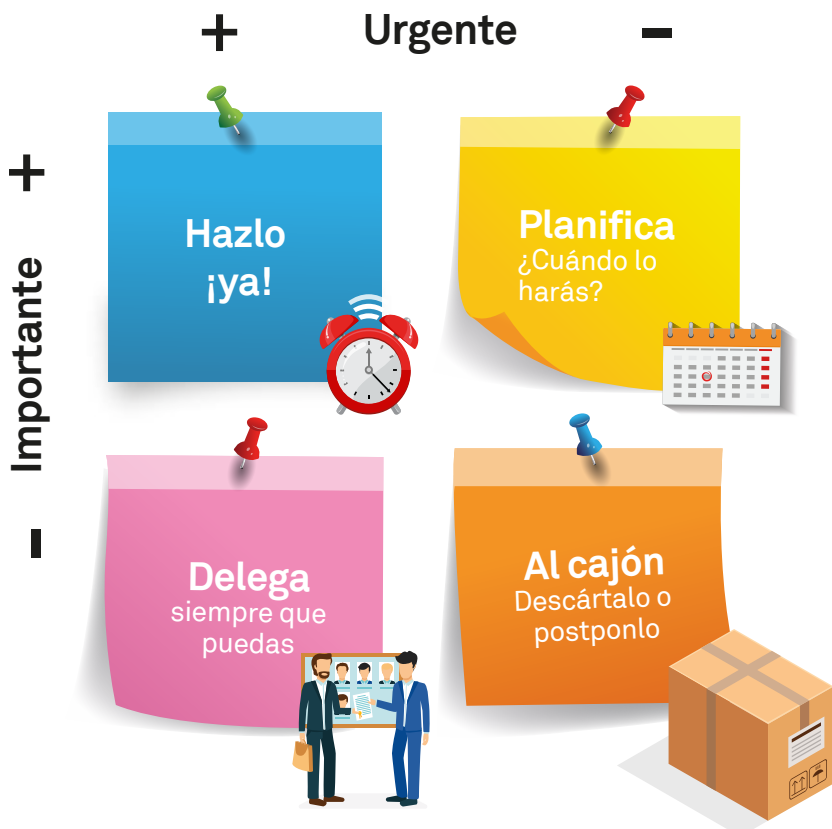 + Urgente -
+
Importante
-
Hazlo
¡ya!
Planifica
¿Cuándo lo
harás?
Delega
siempre que
puedas
Al cajón
Descártalo o
postponlo